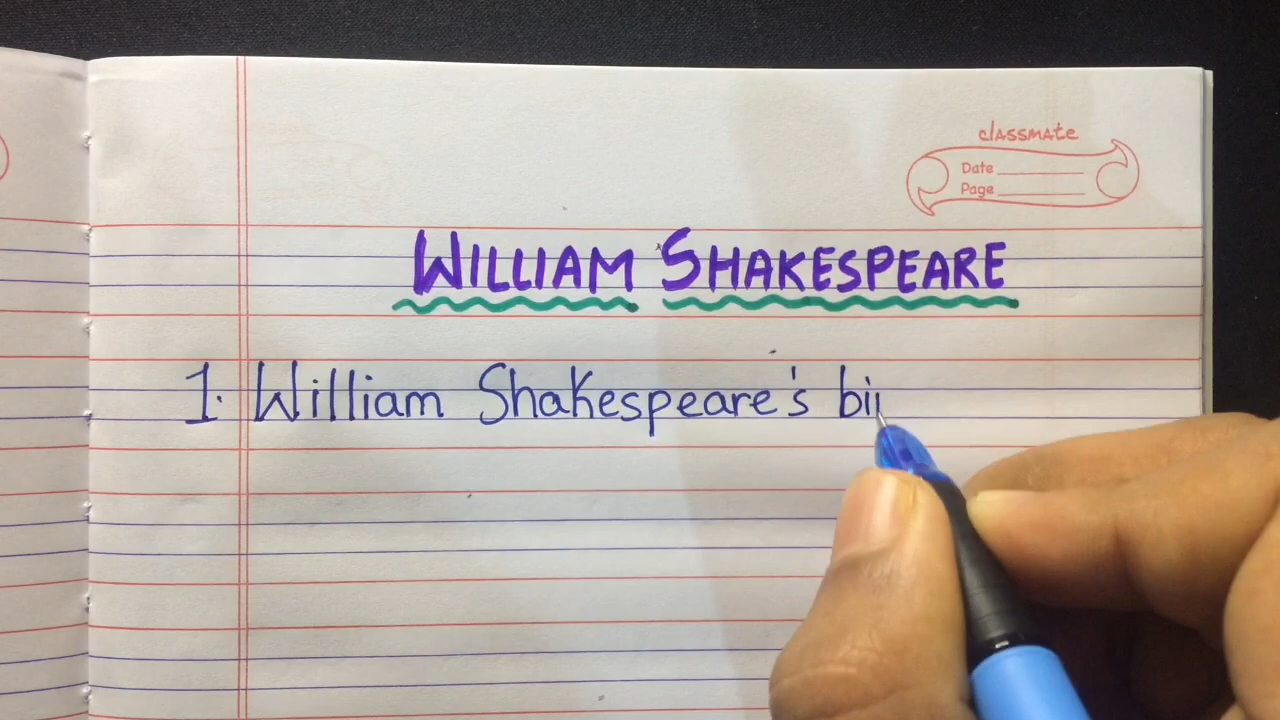 classmate
Date
Page
WILLIAM SHAKESPEARE
1. William Shakespeare's bi